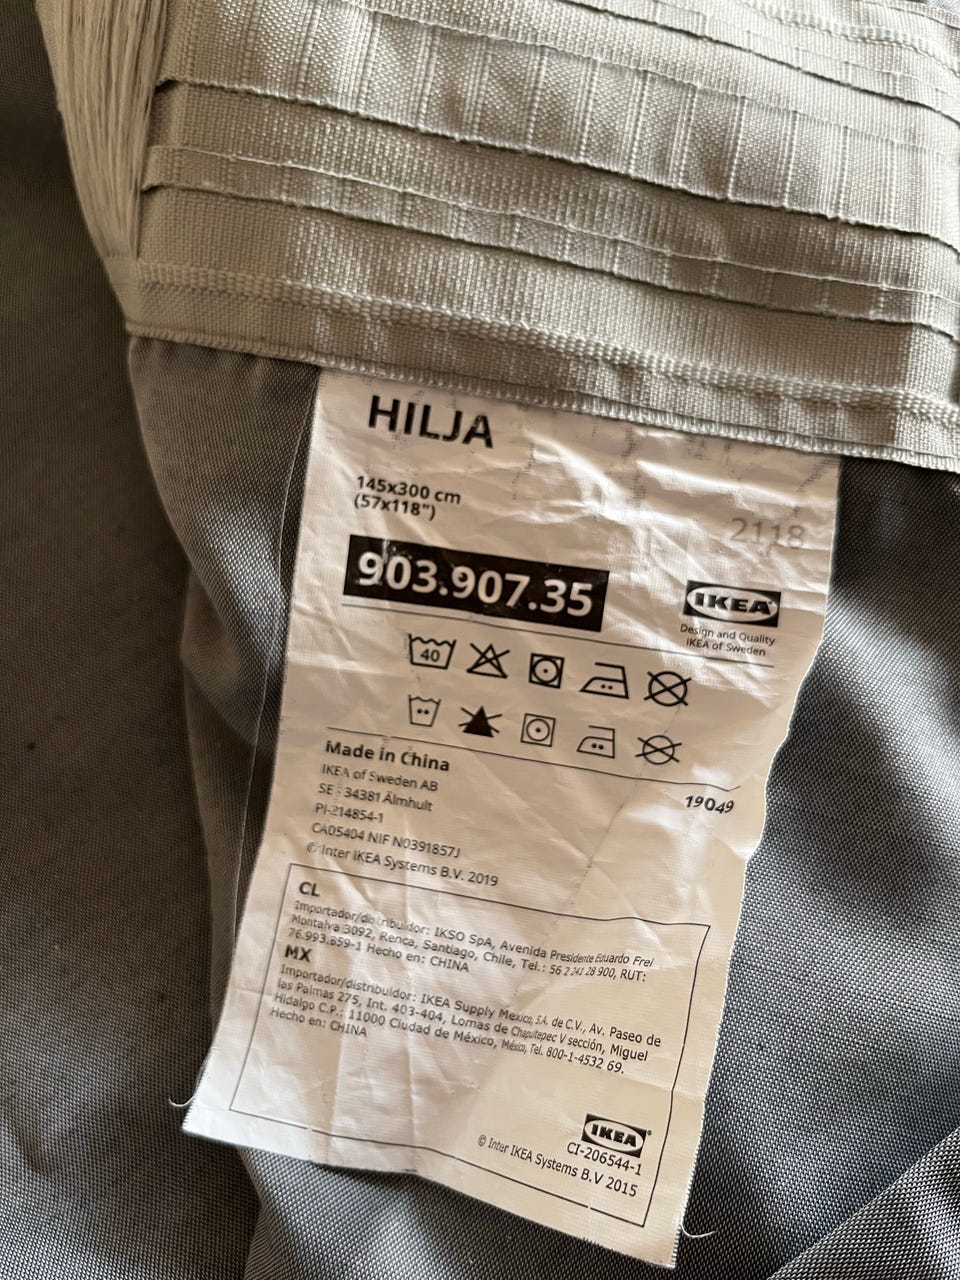 HILJA
145x300 cm
(57x118")
2118
903.907.35
IKEA
Design and Quality
IKEA of Sweden
40
Made in China
IKEA of Sweden AB
SE - 34381 Älmhult
PI-214854-1
CA05404 NIF N0391857J
© Inter IKEA Systems B.V. 2019
19049
CL
Importador/distribuidor: IKSO SpA, Avenida Presidente Eduardo Frei
Montalva 3092, Renca, Santiago, Chile, Tel.: 56 2 241 28 900, RUT:
76.993.859-1 Hecho en: CHINA
MX
Importador/distribuidor: IKEA Supply Mexico, S.A. de C.V., Av. Paseo de
las Palmas 275, Int. 403-404, Lomas de Chapultepec V sección, Miguel
Hidalgo C.P.: 11000 Ciudad de México, México, Tel. 800-1-4532 69.
Hecho en: CHINA
IKEA
CI-206544-1
© Inter IKEA Systems B.V 2015